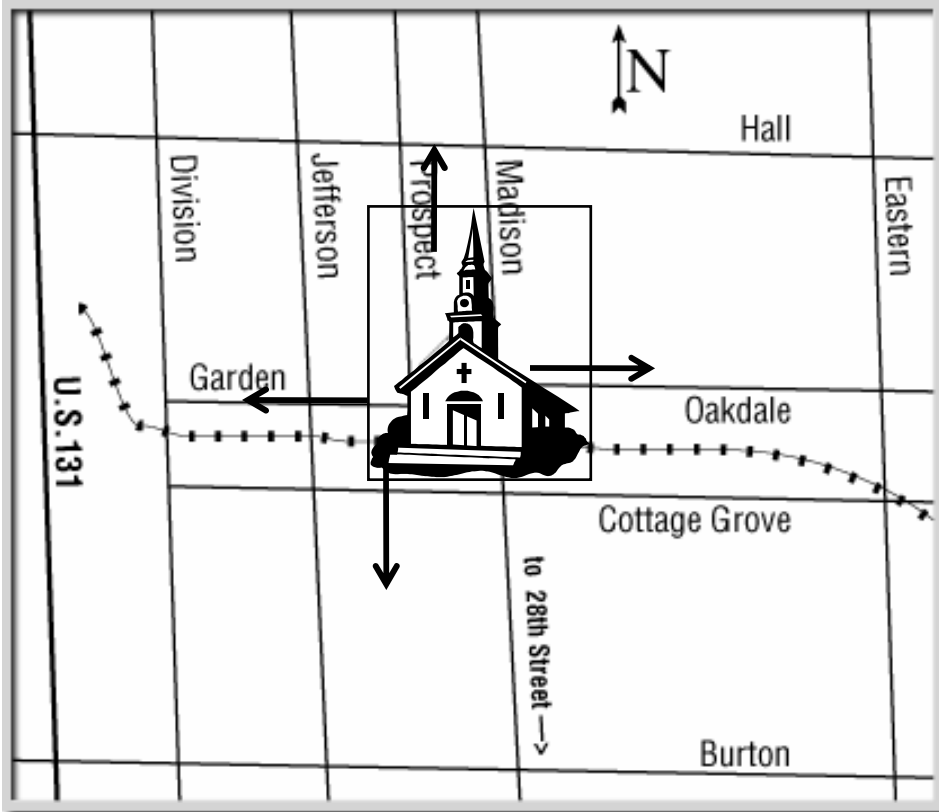 N
Hall
Division
Jefferson
Prospect
Madison
Eastern
Garden
U.S.131
Oakdale
Cottage Grove
to 28th Street —>
Burton